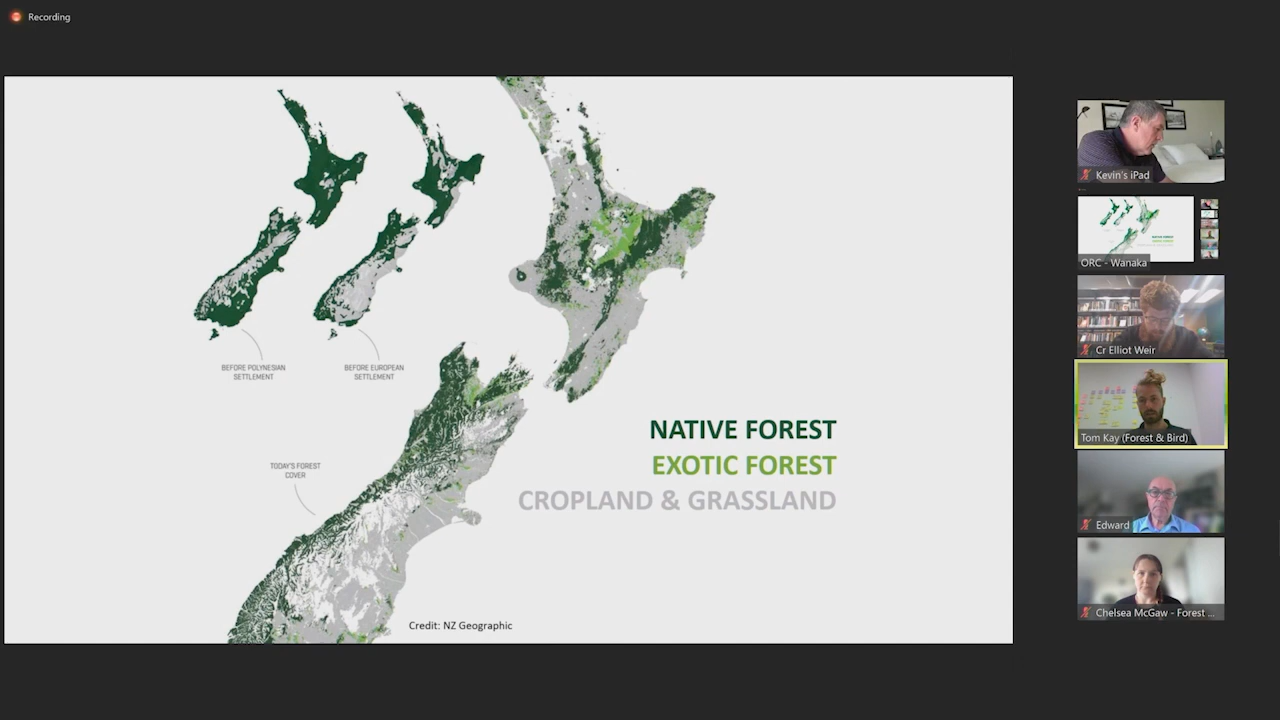 Recording
BEFORE POLYNESIAN
SETTLEMENT
BEFORE EUROPEAN
SETTLEMENT
TODAY'S FOREST
COVER
NATIVE FOREST
EXOTIC FOREST
CROPLAND & GRASSLAND
Credit: NZ Geographic
Kevin's iPad
ORC - Wanaka
Cr Elliot Weir
Tom Kay (Forest & Bird)
Edward
Chelsea McGaw - Forest ...